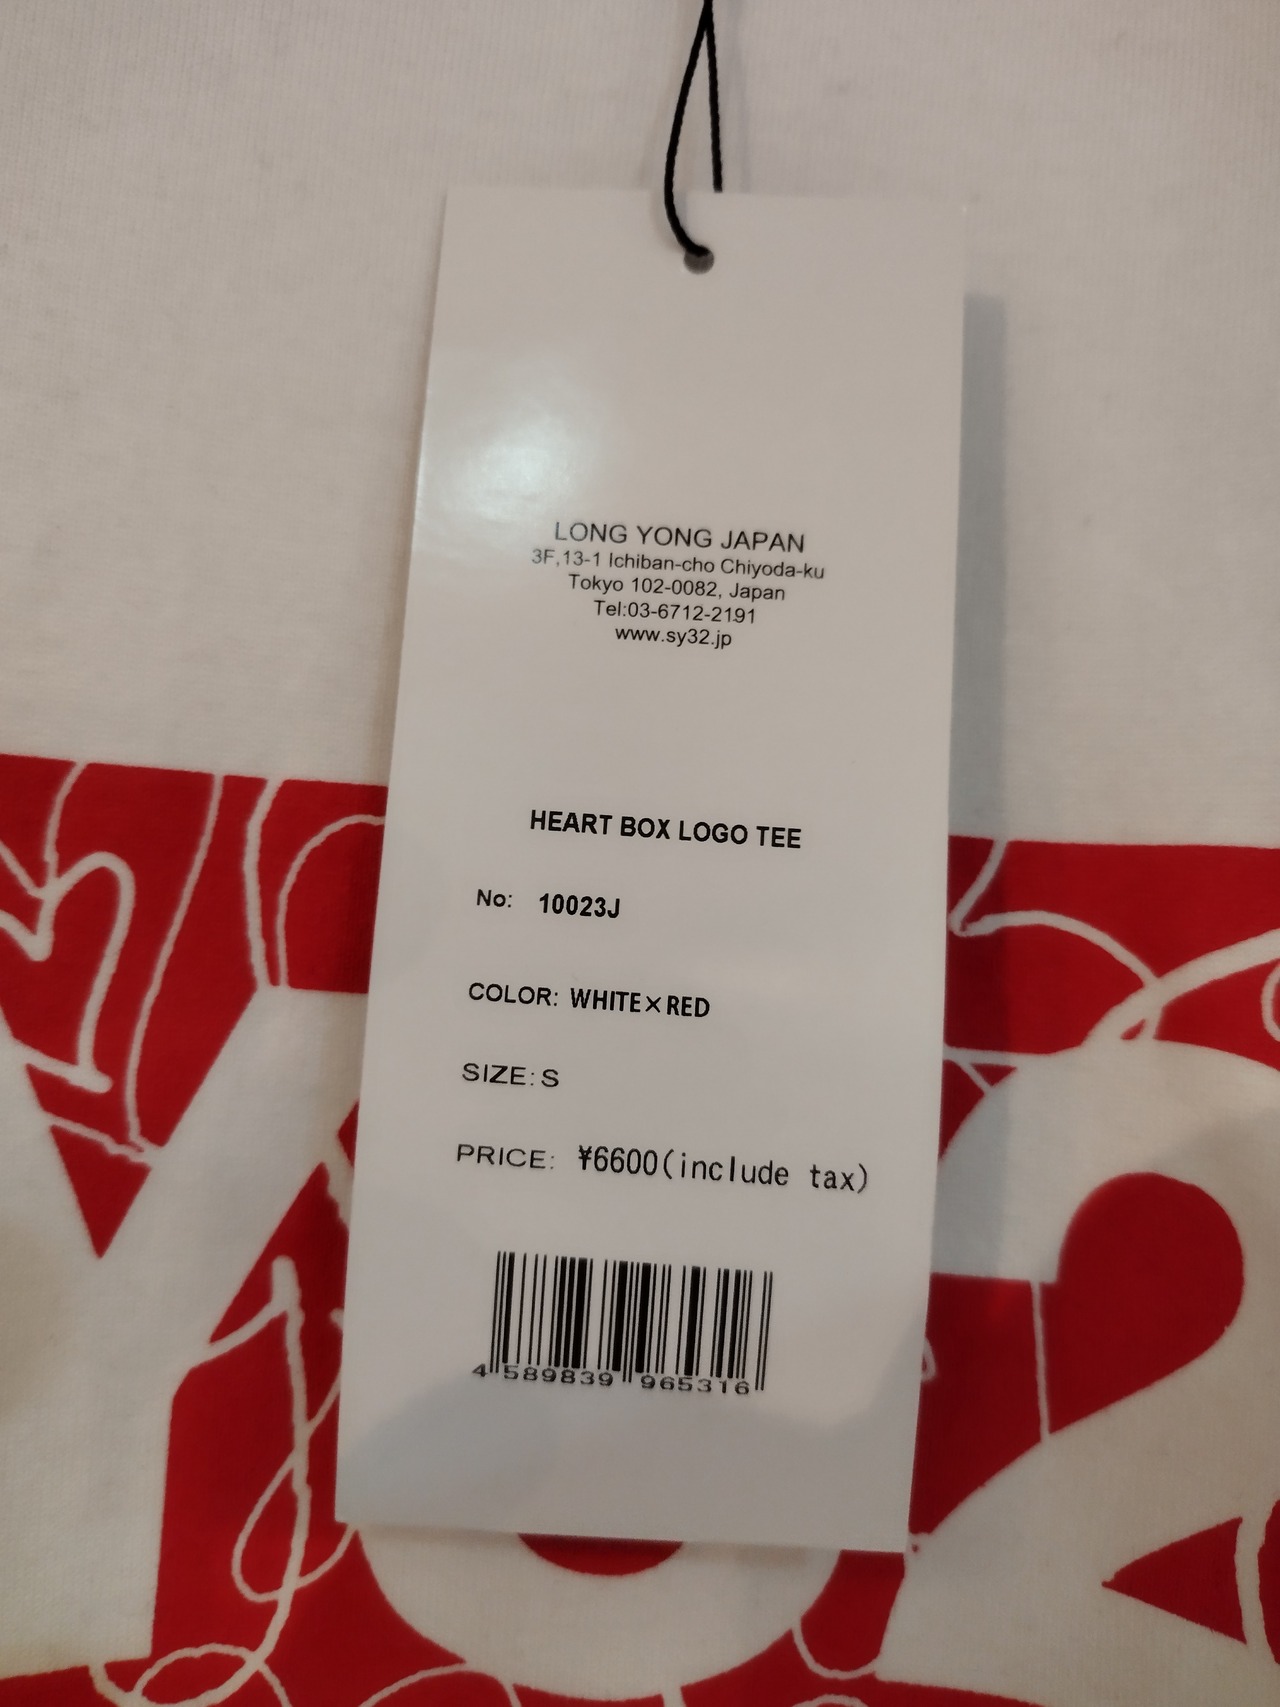 LONG YONG JAPAN
3F,13-1 Ichiban-cho Chiyoda-ku
Tokyo 102-0082, Japan
Tel:03-6712-2191
www.sy32.jp
HEART BOX LOGO TEE
No: 10023J
COLOR: WHITE×RED
SIZE: S
PRICE: ¥6600(include tax)
4 589839 965316